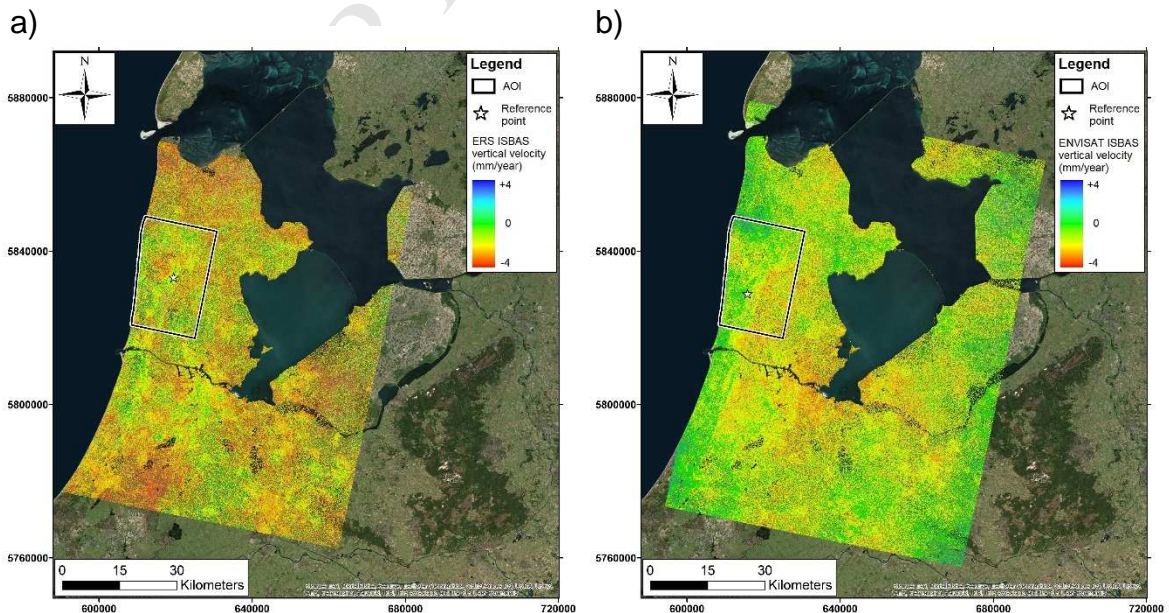 a)
N
Legend
AOI
Reference
point
ERS ISBAS
vertical velocity
(mm/year)
+4
0
-4
5880000
5840000
5800000
5760000
0 15 30
Kilometers
600000 640000 680000 720000
b)
N
Legend
AOI
Reference
point
ENVISAT ISBAS
vertical velocity
(mm/year)
+4
0
-4
5880000
5840000
5800000
5760000
0 15 30
Kilometers
600000 640000 680000 720000